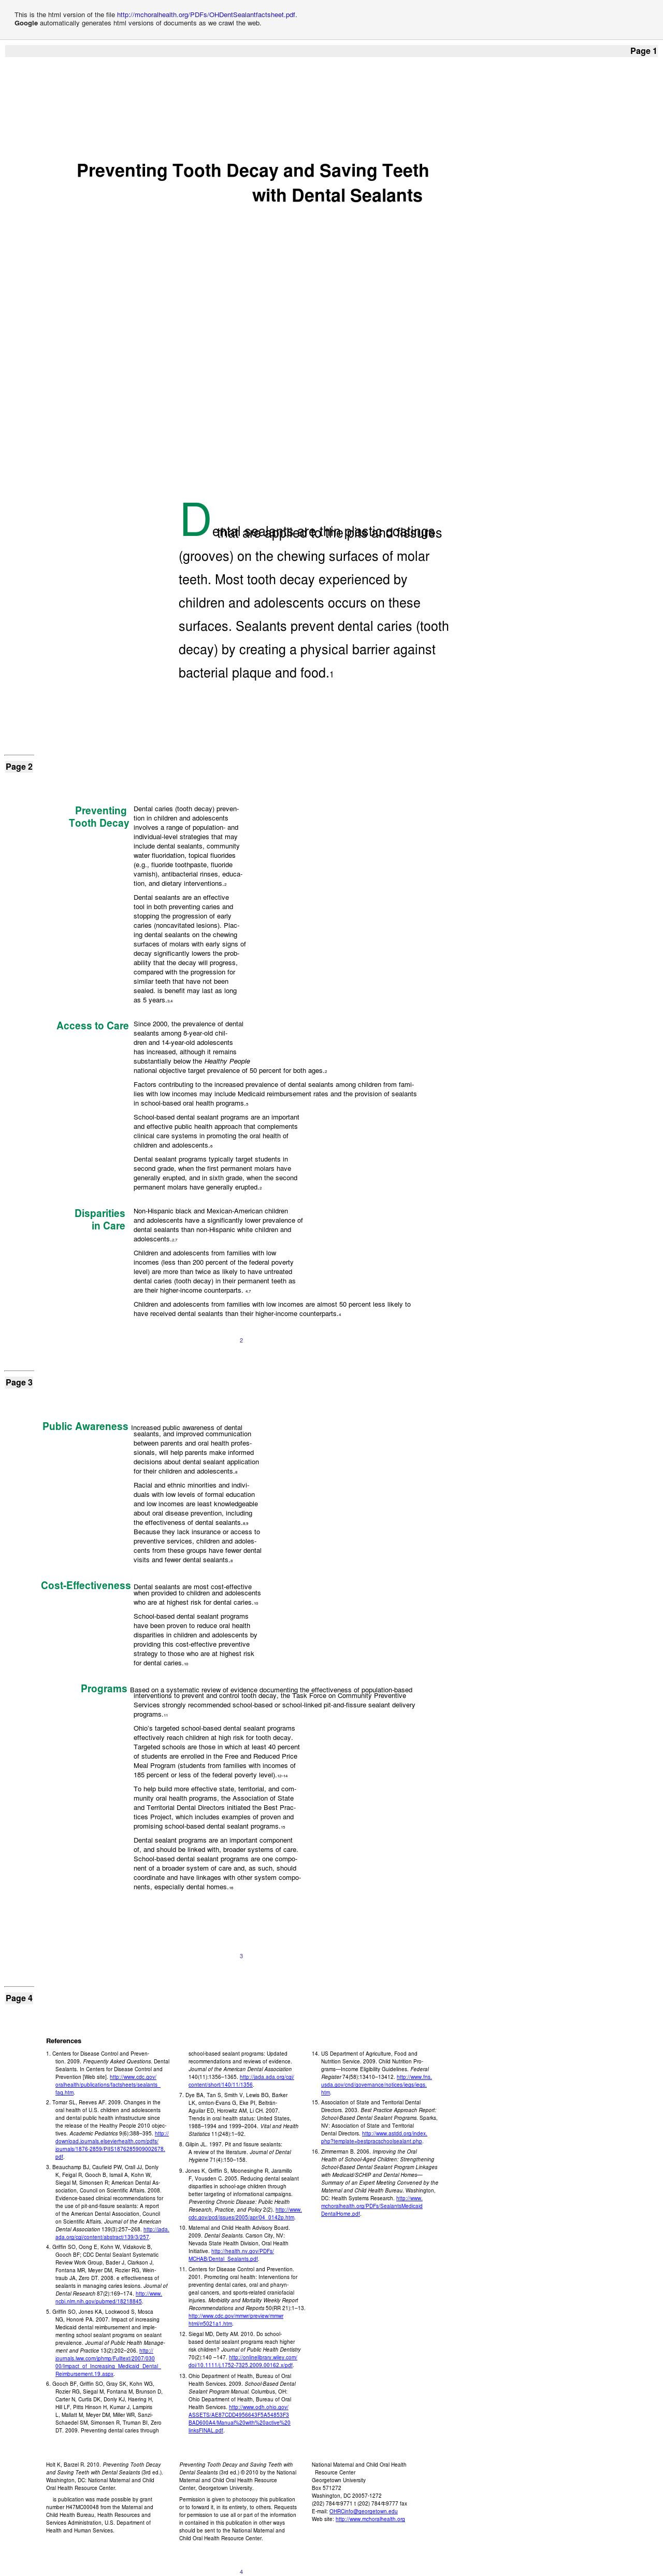 This is the html version of the file http://mchoralhealth.org/PDFs/OHDentSealantfactsheet.pdf.
Google automatically generates html versions of documents as we crawl the web.
Page 1
Preventing Tooth Decay and Saving Teeth
with Dental Sealants
Dental sealants are thin plastic coatings
that are applied to the pits and fissures
(grooves) on the chewing surfaces of molar
teeth. Most tooth decay experienced by
children and adolescents occurs on these
surfaces. Sealants prevent dental caries (tooth
decay) by creating a physical barrier against
bacterial plaque and food.1
Page 2
Preventing
Tooth Decay
Dental caries (tooth decay) preven-
tion in children and adolescents
involves a range of population- and
individual-level strategies that may
include dental sealants, community
water fluoridation, topical fluorides
(e.g., fluoride toothpaste, fluoride
varnish), antibacterial rinses, educa-
tion, and dietary interventions.2
Dental sealants are an effective
tool in both preventing caries and
stopping the progression of early
caries (noncavitated lesions). Plac-
ing dental sealants on the chewing
surfaces of molars with early signs of
decay significantly lowers the prob-
ability that the decay will progress,
compared with the progression for
similar teeth that have not been
sealed. is benefit may last as long
as 5 years.3,4
Access to Care
Since 2000, the prevalence of dental
sealants among 8-year-old chil-
dren and 14-year-old adolescents
has increased, although it remains
substantially below the Healthy People
national objective target prevalence of 50 percent for both ages.2
Factors contributing to the increased prevalence of dental sealants among children from fami-
lies with low incomes may include Medicaid reimbursement rates and the provision of sealants
in school-based oral health programs.5
School-based dental sealant programs are an important
and effective public health approach that complements
clinical care systems in promoting the oral health of
children and adolescents.6
Dental sealant programs typically target students in
second grade, when the first permanent molars have
generally erupted, and in sixth grade, when the second
permanent molars have generally erupted.2
Disparities
in Care
Non-Hispanic black and Mexican-American children
and adolescents have a significantly lower prevalence of
dental sealants than non-Hispanic white children and
adolescents.2,7
Children and adolescents from families with low
incomes (less than 200 percent of the federal poverty
level) are more than twice as likely to have untreated
dental caries (tooth decay) in their permanent teeth as
are their higher-income counterparts. 4,7
Children and adolescents from families with low incomes are almost 50 percent less likely to
have received dental sealants than their higher-income counterparts.4
2
Page 3
Public Awareness
Increased public awareness of dental
sealants, and improved communication
between parents and oral health profes-
sionals, will help parents make informed
decisions about dental sealant application
for their children and adolescents.8
Racial and ethnic minorities and indivi-
duals with low levels of formal education
and low incomes are least knowledgeable
about oral disease prevention, including
the effectiveness of dental sealants.8,9
Because they lack insurance or access to
preventive services, children and adoles-
cents from these groups have fewer dental
visits and fewer dental sealants.9
Cost-Effectiveness
Dental sealants are most cost-effective
when provided to children and adolescents
who are at highest risk for dental caries.10
School-based dental sealant programs
have been proven to reduce oral health
disparities in children and adolescents by
providing this cost-effective preventive
strategy to those who are at highest risk
for dental caries.10
Programs
Based on a systematic review of evidence documenting the effectiveness of population-based
interventions to prevent and control tooth decay, the Task Force on Community Preventive
Services strongly recommended school-based or school-linked pit-and-fissure sealant delivery
programs.11
Ohio's targeted school-based dental sealant programs
effectively reach children at high risk for tooth decay.
Targeted schools are those in which at least 40 percent
of students are enrolled in the Free and Reduced Price
Meal Program (students from families with incomes of
185 percent or less of the federal poverty level).12-14
To help build more effective state, territorial, and com-
munity oral health programs, the Association of State
and Territorial Dental Directors initiated the Best Prac-
tices Project, which includes examples of proven and
promising school-based dental sealant programs.15
Dental sealant programs are an important component
of, and should be linked with, broader systems of care.
School-based dental sealant programs are one compo-
nent of a broader system of care and, as such, should
coordinate and have linkages with other system compo-
nents, especially dental homes.16
3
Page 4
References
1. Centers for Disease Control and Preven-
tion. 2009. Frequently Asked Questions. Dental
Sealants. In Centers for Disease Control and
Prevention [Web site]. http://www.cdc.gov/
oralhealth/publications/factsheets/sealants_
faq.htm.
2. Tomar SL, Reeves AF. 2009. Changes in the
oral health of U.S. children and adolescents
and dental public health infrastructure since
the release of the Healthy People 2010 objec-
tives. Academic Pediatrics 9(6):388–395. http://
download.journals.elsevierhealth.com/pdfs/
journals/1876-2859/PIIS1876285909002678.
pdf.
3. Beauchamp BJ, Caufield PW, Crall JJ, Donly
K, Feigal R, Gooch B, Ismail A, Kohn W,
Siegal M, Simonsen R; American Dental As-
sociation, Council on Scientific Affairs. 2008.
Evidence-based clinical recommendations for
the use of pit-and-fissure sealants: A report
of the American Dental Association, Council
on Scientific Affairs. Journal of the American
Dental Association 139(3):257–268. http://jada.
ada.org/cgi/content/abstract/139/3/257.
4. Griffin SO, Oong E, Kohn W, Vidakovic B,
Gooch BF; CDC Dental Sealant Systematic
Review Work Group, Bader J, Clarkson J,
Fontana MR, Meyer DM, Rozier RG, Wein-
traub JA, Zero DT. 2008. e effectiveness of
sealants in managing caries lesions. Journal of
Dental Research 87(2):169–174. http://www.
ncbi.nlm.nih.gov/pubmed/18218845.
5. Griffin SO, Jones KA, Lockwood S, Mosca
NG, Honoré PA. 2007. Impact of increasing
Medicaid dental reimbursement and imple-
menting school sealant programs on sealant
prevalence. Journal of Public Health Manage-
ment and Practice 13(2):202–206. http://
journals.lww.com/jphmp/Fulltext/2007/030
00/Impact_of_Increasing_Medicaid_Dental_
Reimbursement.19.aspx.
6. Gooch BF, Griffin SO, Gray SK, Kohn WG,
Rozier RG, Siegal M, Fontana M, Brunson D,
Carter N, Curtis DK, Donly KJ, Haering H,
Hill LF, Pitts Hinson H, Kumar J, Lampiris
L, Mallatt M, Meyer DM, Miller WR, Sanzi-
Schaedel SM, Simonsen R, Truman BI, Zero
DT. 2009. Preventing dental caries through
school-based sealant programs: Updated
recommendations and reviews of evidence.
Journal of the American Dental Association
140(11):1356–1365. http://jada.ada.org/cgi/
content/short/140/11/1356.
7. Dye BA, Tan S, Smith V, Lewis BG, Barker
LK, ornton-Evans G, Eke PI, Beltrán-
Aguilar ED, Horowitz AM, Li CH. 2007.
Trends in oral health status: United States,
1988–1994 and 1999–2004. Vital and Health
Statistics 11(248):1–92.
8. Gilpin JL. 1997. Pit and fissure sealants:
A review of the literature. Journal of Dental
Hygiene 71(4):150–158.
9. Jones K, Griffin S, Moonesinghe R, Jaramillo
F, Vousden C. 2005. Reducing dental sealant
disparities in school-age children through
better targeting of informational campaigns.
Preventing Chronic Disease: Public Health
Research, Practice, and Policy 2(2). http://www.
cdc.gov/pcd/issues/2005/apr/04_0142p.htm.
10. Maternal and Child Health Advisory Board.
2009. Dental Sealants. Carson City, NV:
Nevada State Health Division, Oral Health
Initiative. http://health.nv.gov/PDFs/
MCHAB/Dental_Sealants.pdf.
11. Centers for Disease Control and Prevention.
2001. Promoting oral health: Interventions for
preventing dental caries, oral and pharyn-
geal cancers, and sports-related craniofacial
injuries. Morbidity and Mortality Weekly Report
Recommendations and Reports 50(RR 21):1–13.
http://www.cdc.gov/mmwr/preview/mmwr
html/rr5021a1.htm.
12. Siegal MD, Detty AM. 2010. Do school-
based dental sealant programs reach higher
risk children? Journal of Public Health Dentistry
70(2):140 –147. http://onlinelibrary.wiley.com/
doi/10.1111/j.1752-7325.2009.00162.x/pdf.
13. Ohio Department of Health, Bureau of Oral
Health Services. 2009. School-Based Dental
Sealant Program Manual. Columbus, OH:
Ohio Department of Health, Bureau of Oral
Health Services. http://www.odh.ohio.gov/
ASSETS/AE87CDD4956643F5A54853F3
BAD600A4/Manual%20with%20active%20
linksFINAL.pdf.
14. US Department of Agriculture, Food and
Nutrition Service. 2009. Child Nutrition Pro-
grams—Income Eligibility Guidelines. Federal
Register 74(58):13410–13412. http://www.fns.
usda.gov/cnd/governance/notices/iegs/iegs.
htm.
15. Association of State and Territorial Dental
Directors. 2003. Best Practice Approach Report:
School-Based Dental Sealant Programs. Sparks,
NV: Association of State and Territorial
Dental Directors. http://www.astdd.org/index.
php?template=bestpracschoolsealant.php.
16. Zimmerman B. 2006. Improving the Oral
Health of School-Aged Children: Strengthening
School-Based Dental Sealant Program Linkages
with Medicaid/SCHIP and Dental Homes—
Summary of an Expert Meeting Convened by the
Maternal and Child Health Bureau. Washington,
DC: Health Systems Research. http://www.
mchoralhealth.org/PDFs/SealantsMedicaid
DentalHome.pdf.
Holt K, Barzel R. 2010. Preventing Tooth Decay
and Saving Teeth with Dental Sealants (3rd ed.).
Washington, DC: National Maternal and Child
Oral Health Resource Center.
is publication was made possible by grant
number H47MC00048 from the Maternal and
Child Health Bureau, Health Resources and
Services Administration, U.S. Department of
Health and Human Services.
Preventing Tooth Decay and Saving Teeth with
Dental Sealants (3rd ed.) © 2010 by the National
Maternal and Child Oral Health Resource
Center, Georgetown University.
Permission is given to photocopy this publication
or to forward it, in its entirety, to others. Requests
for permission to use all or part of the information
in contained in this publication in other ways
should be sent to the National Maternal and
Child Oral Health Resource Center.
National Maternal and Child Oral Health
Resource Center
Georgetown University
Box 571272
Washington, DC 20057-1272
(202) 784-9771 t (202) 784-9777 fax
E-mail: OHRCinfo@georgetown.edu
Web site: http://www.mchoralhealth.org
4